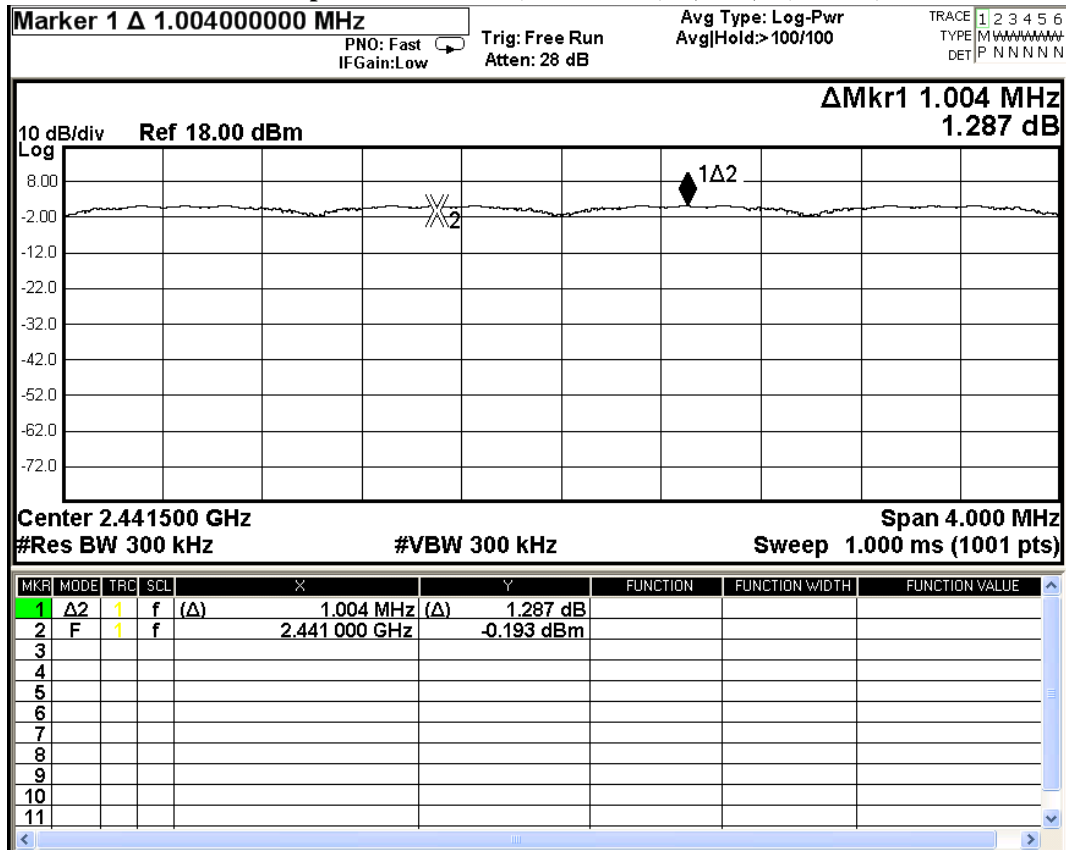 Marker 1 Δ 1.004000000 MHz
PNO: Fast
IFGain:Low
Trig: Free Run
Atten: 28 dB
Avg Type: Log-Pwr
Avg|Hold:>100/100
TRACE 1 2 3 4 5 6
TYPE M WWWWW
DET P N N N N N
ΔMkr1 1.004 MHz
1.287 dB
10 dB/div Ref 18.00 dBm
Log
8.00
-2.00
-12.0
-22.0
-32.0
-42.0
-52.0
-62.0
-72.0
1Δ2
2
Center 2.441500 GHz Span 4.000 MHz
#Res BW 300 kHz #VBW 300 kHz Sweep 1.000 ms (1001 pts)
MKR MODE TRC SCL X Y FUNCTION FUNCTION WIDTH FUNCTION VALUE
1 Δ2 1 f (Δ) 1.004 MHz (Δ) 1.287 dB
2 F 1 f 2.441 000 GHz -0.193 dBm
3
4
5
6
7
8
9
10
11